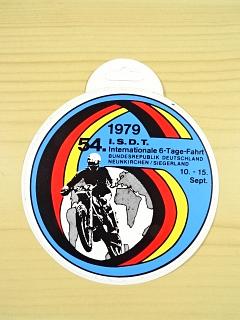 1979
54. I.S.D.T.
Internationale 6-Tage-Fahrt
BUNDESREPUBLIK DEUTSCHLAND
NEUNKIRCHEN/SIEGERLAND
10. - 15.
Sept.